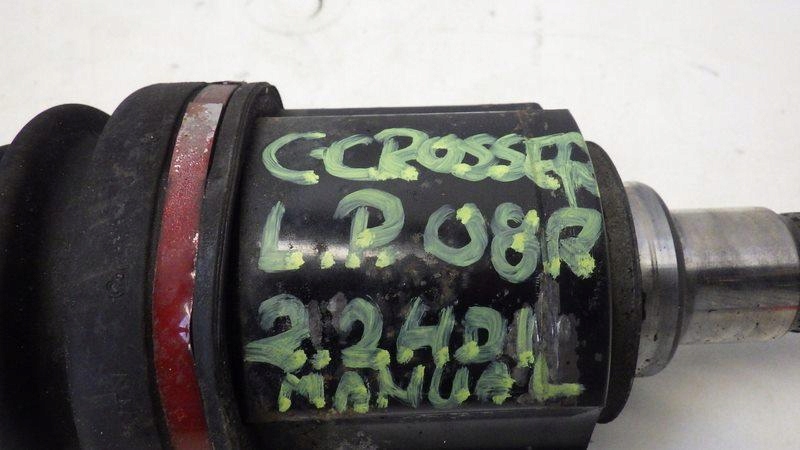 C-CROSSER
L.P. 08R
2.2HDI
MANUAL